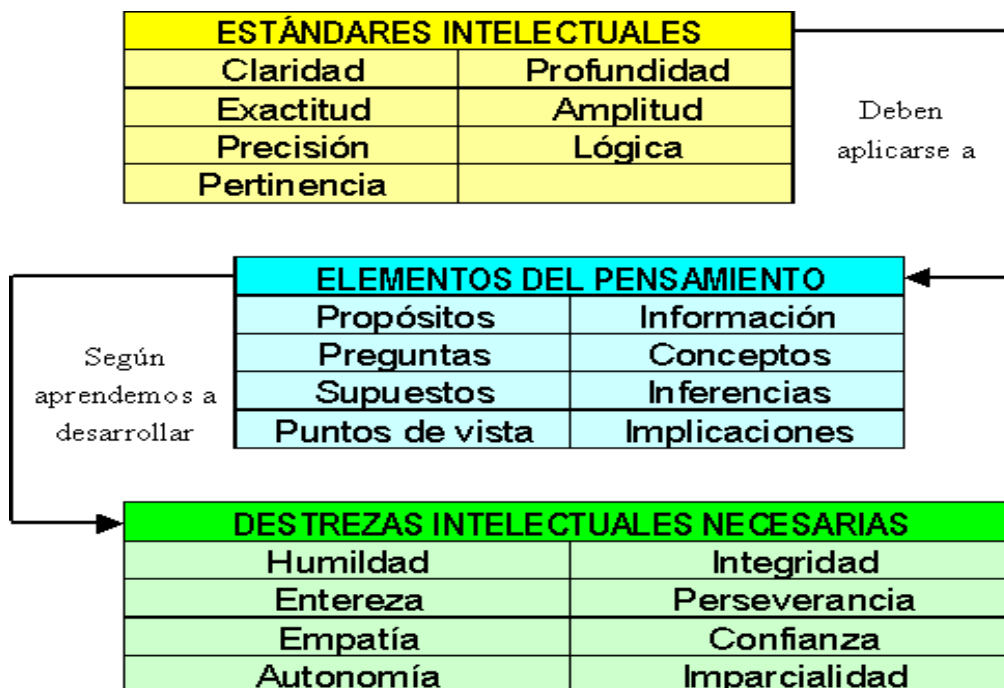 ESTÁNDARES INTELECTUALES
Claridad Profundidad
Exactitud Amplitud
Precisión Lógica
Pertinencia
Deben
aplicarse a
ELEMENTOS DEL PENSAMIENTO
Propósitos Información
Preguntas Conceptos
Supuestos Inferencias
Puntos de vista Implicaciones
Según
aprendemos a
desarrollar
DESTREZAS INTELECTUALES NECESARIAS
Humildad Integridad
Entereza Perseverancia
Empatía Confianza
Autonomía Imparcialidad